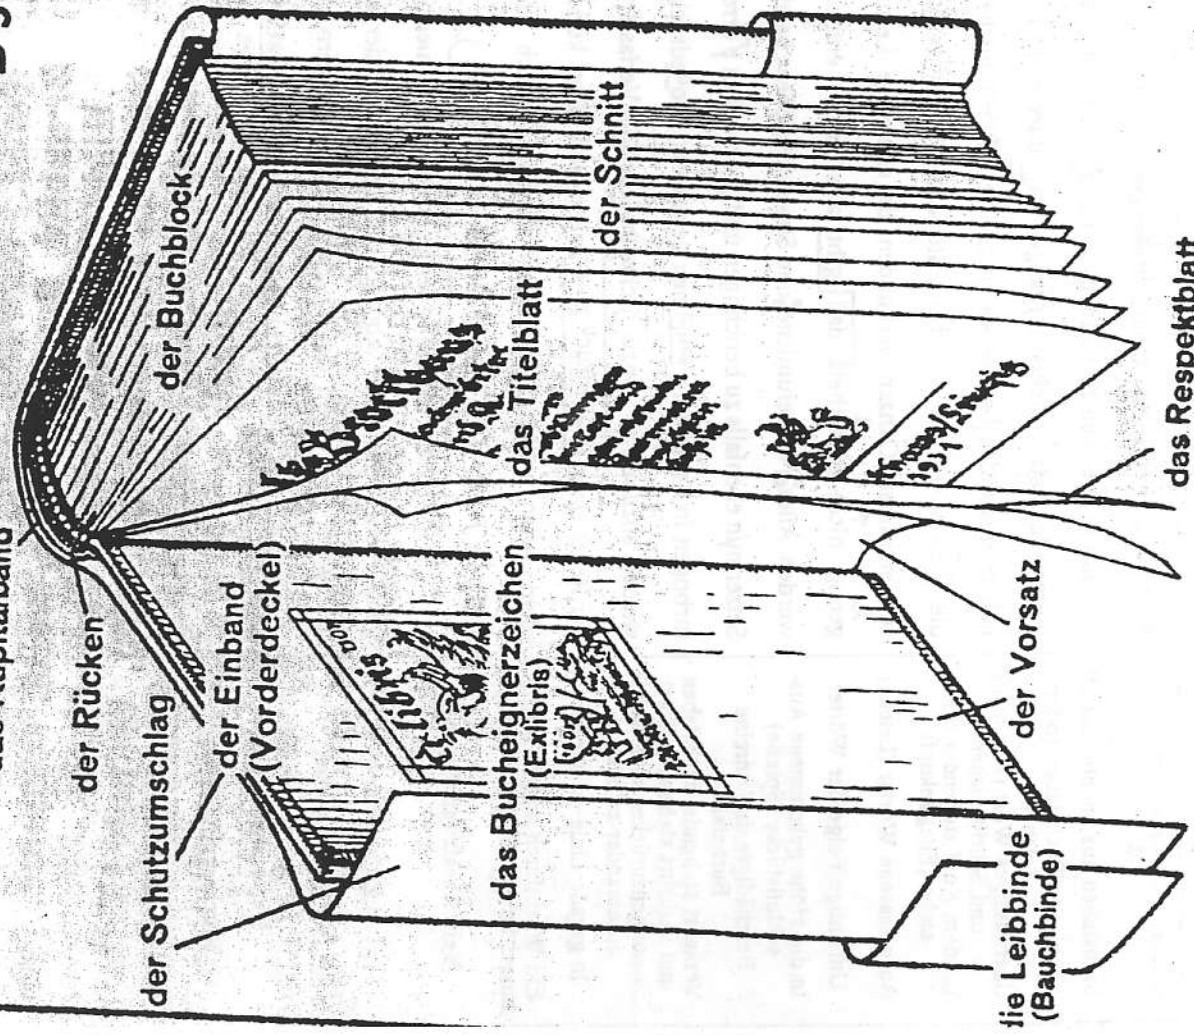 das Kapitalband
der Rücken
der Schutzumschlag
der Einband
(Vorderdeckel)
der Buchblock
der Schnitt
das Titelblatt
libris
das Bucheignerzeichen
(Exlibris)
der Vorsatz
das Respektblatt
die Leibbinde
(Bauchbinde)